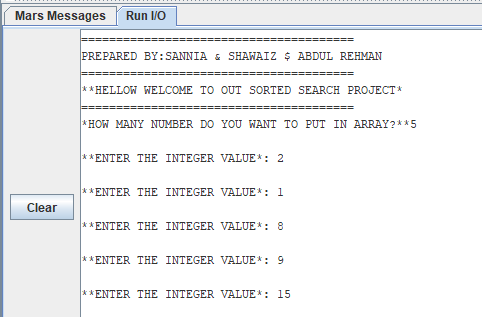 Mars Messages Run I/O
=======================================
PREPARED BY:SANNIA & SHAWAIZ $ ABDUL REHMAN
=======================================
**HELLOW WELCOME TO OUT SORTED SEARCH PROJECT*
=======================================
*HOW MANY NUMBER DO YOU WANT TO PUT IN ARRAY?**5
**ENTER THE INTEGER VALUE*: 2
**ENTER THE INTEGER VALUE*: 1
**ENTER THE INTEGER VALUE*: 8
Clear
**ENTER THE INTEGER VALUE*: 9
**ENTER THE INTEGER VALUE*: 15